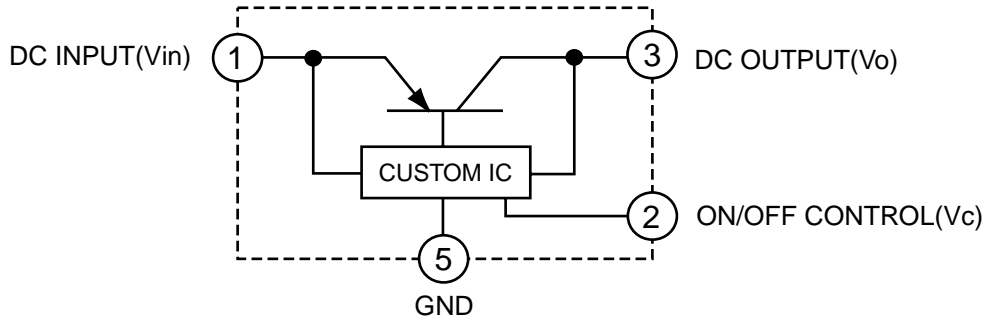 DC INPUT(Vin)
1
3
DC OUTPUT(Vo)
CUSTOM IC
2
ON/OFF CONTROL(Vc)
5
GND